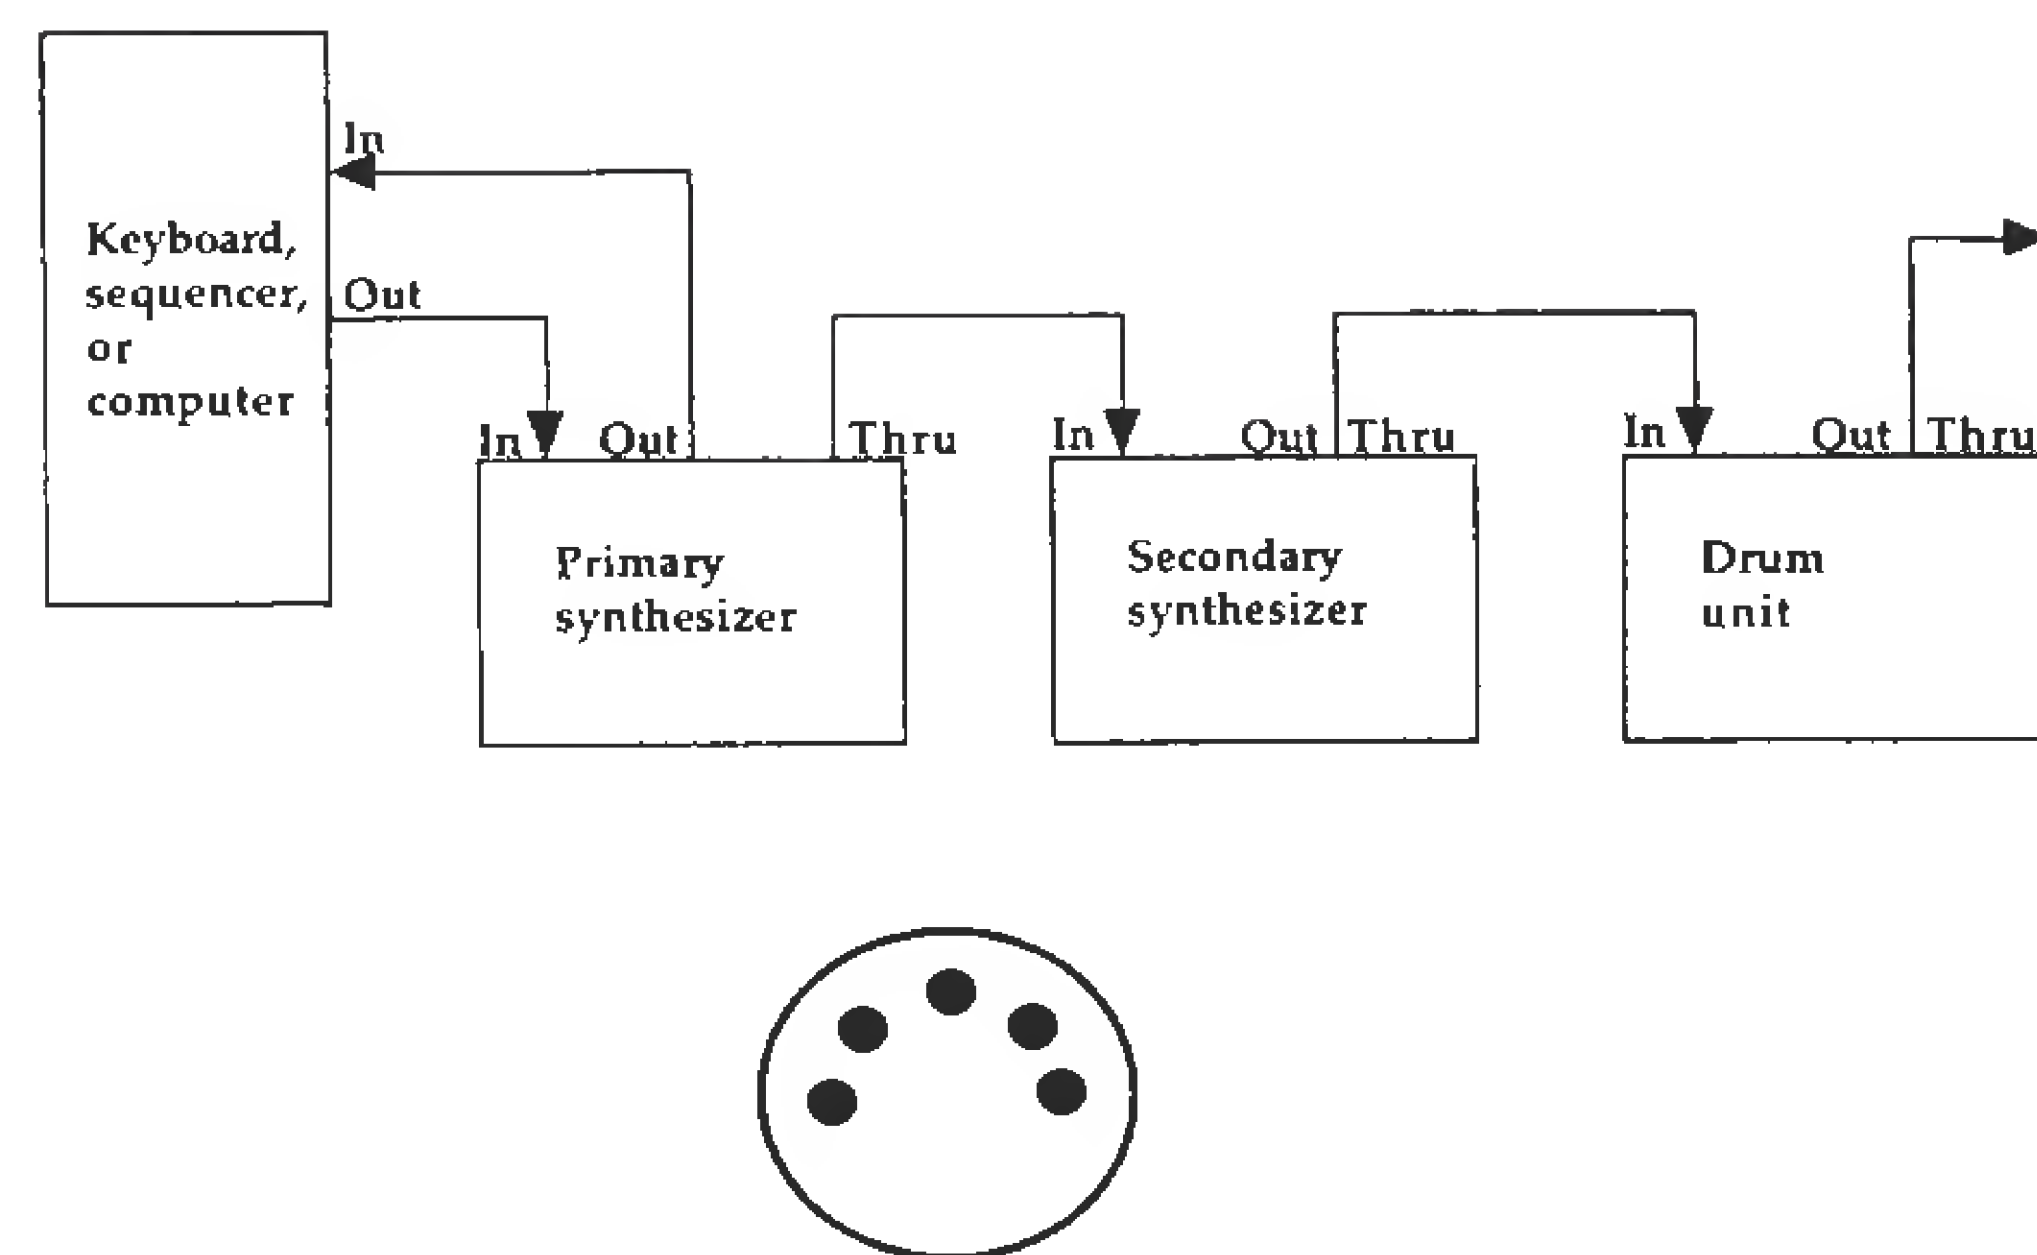 In
Keyboard,
sequencer,
or
computer
Out
In Out Thru
In Out Thru
In Out Thru
Primary
synthesizer
Secondary
synthesizer
Drum
unit